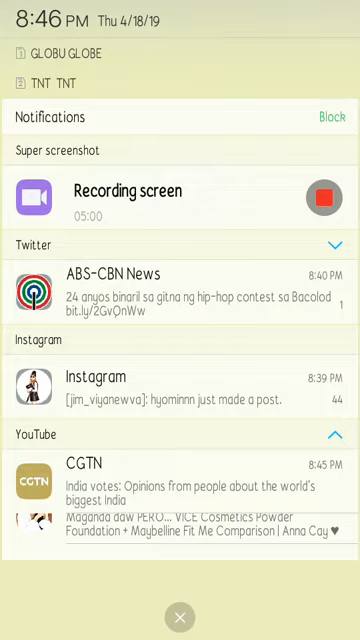 8:46 PM Thu 4/18/19
1 GLOBU GLOBE
2 TNT TNT
Notifications Block
Super screenshot
Recording screen
05:00
Twitter
ABS-CBN News 8:40 PM
24 anyos binaril sa gitna ng hip-hop contest sa Bacolod
bit.ly/2GvQnWw 1
Instagram
Instagram 8:39 PM
[jim_viyanewva]: hyominnn just made a post. 44
YouTube
CGTN 8:45 PM
CGTN
India votes: Opinions from people about the world's
biggest India
Maganda daw PERO... VICE Cosmetics Powder
Foundation + Maybelline Fit Me Comparison | Anna Cay ♥